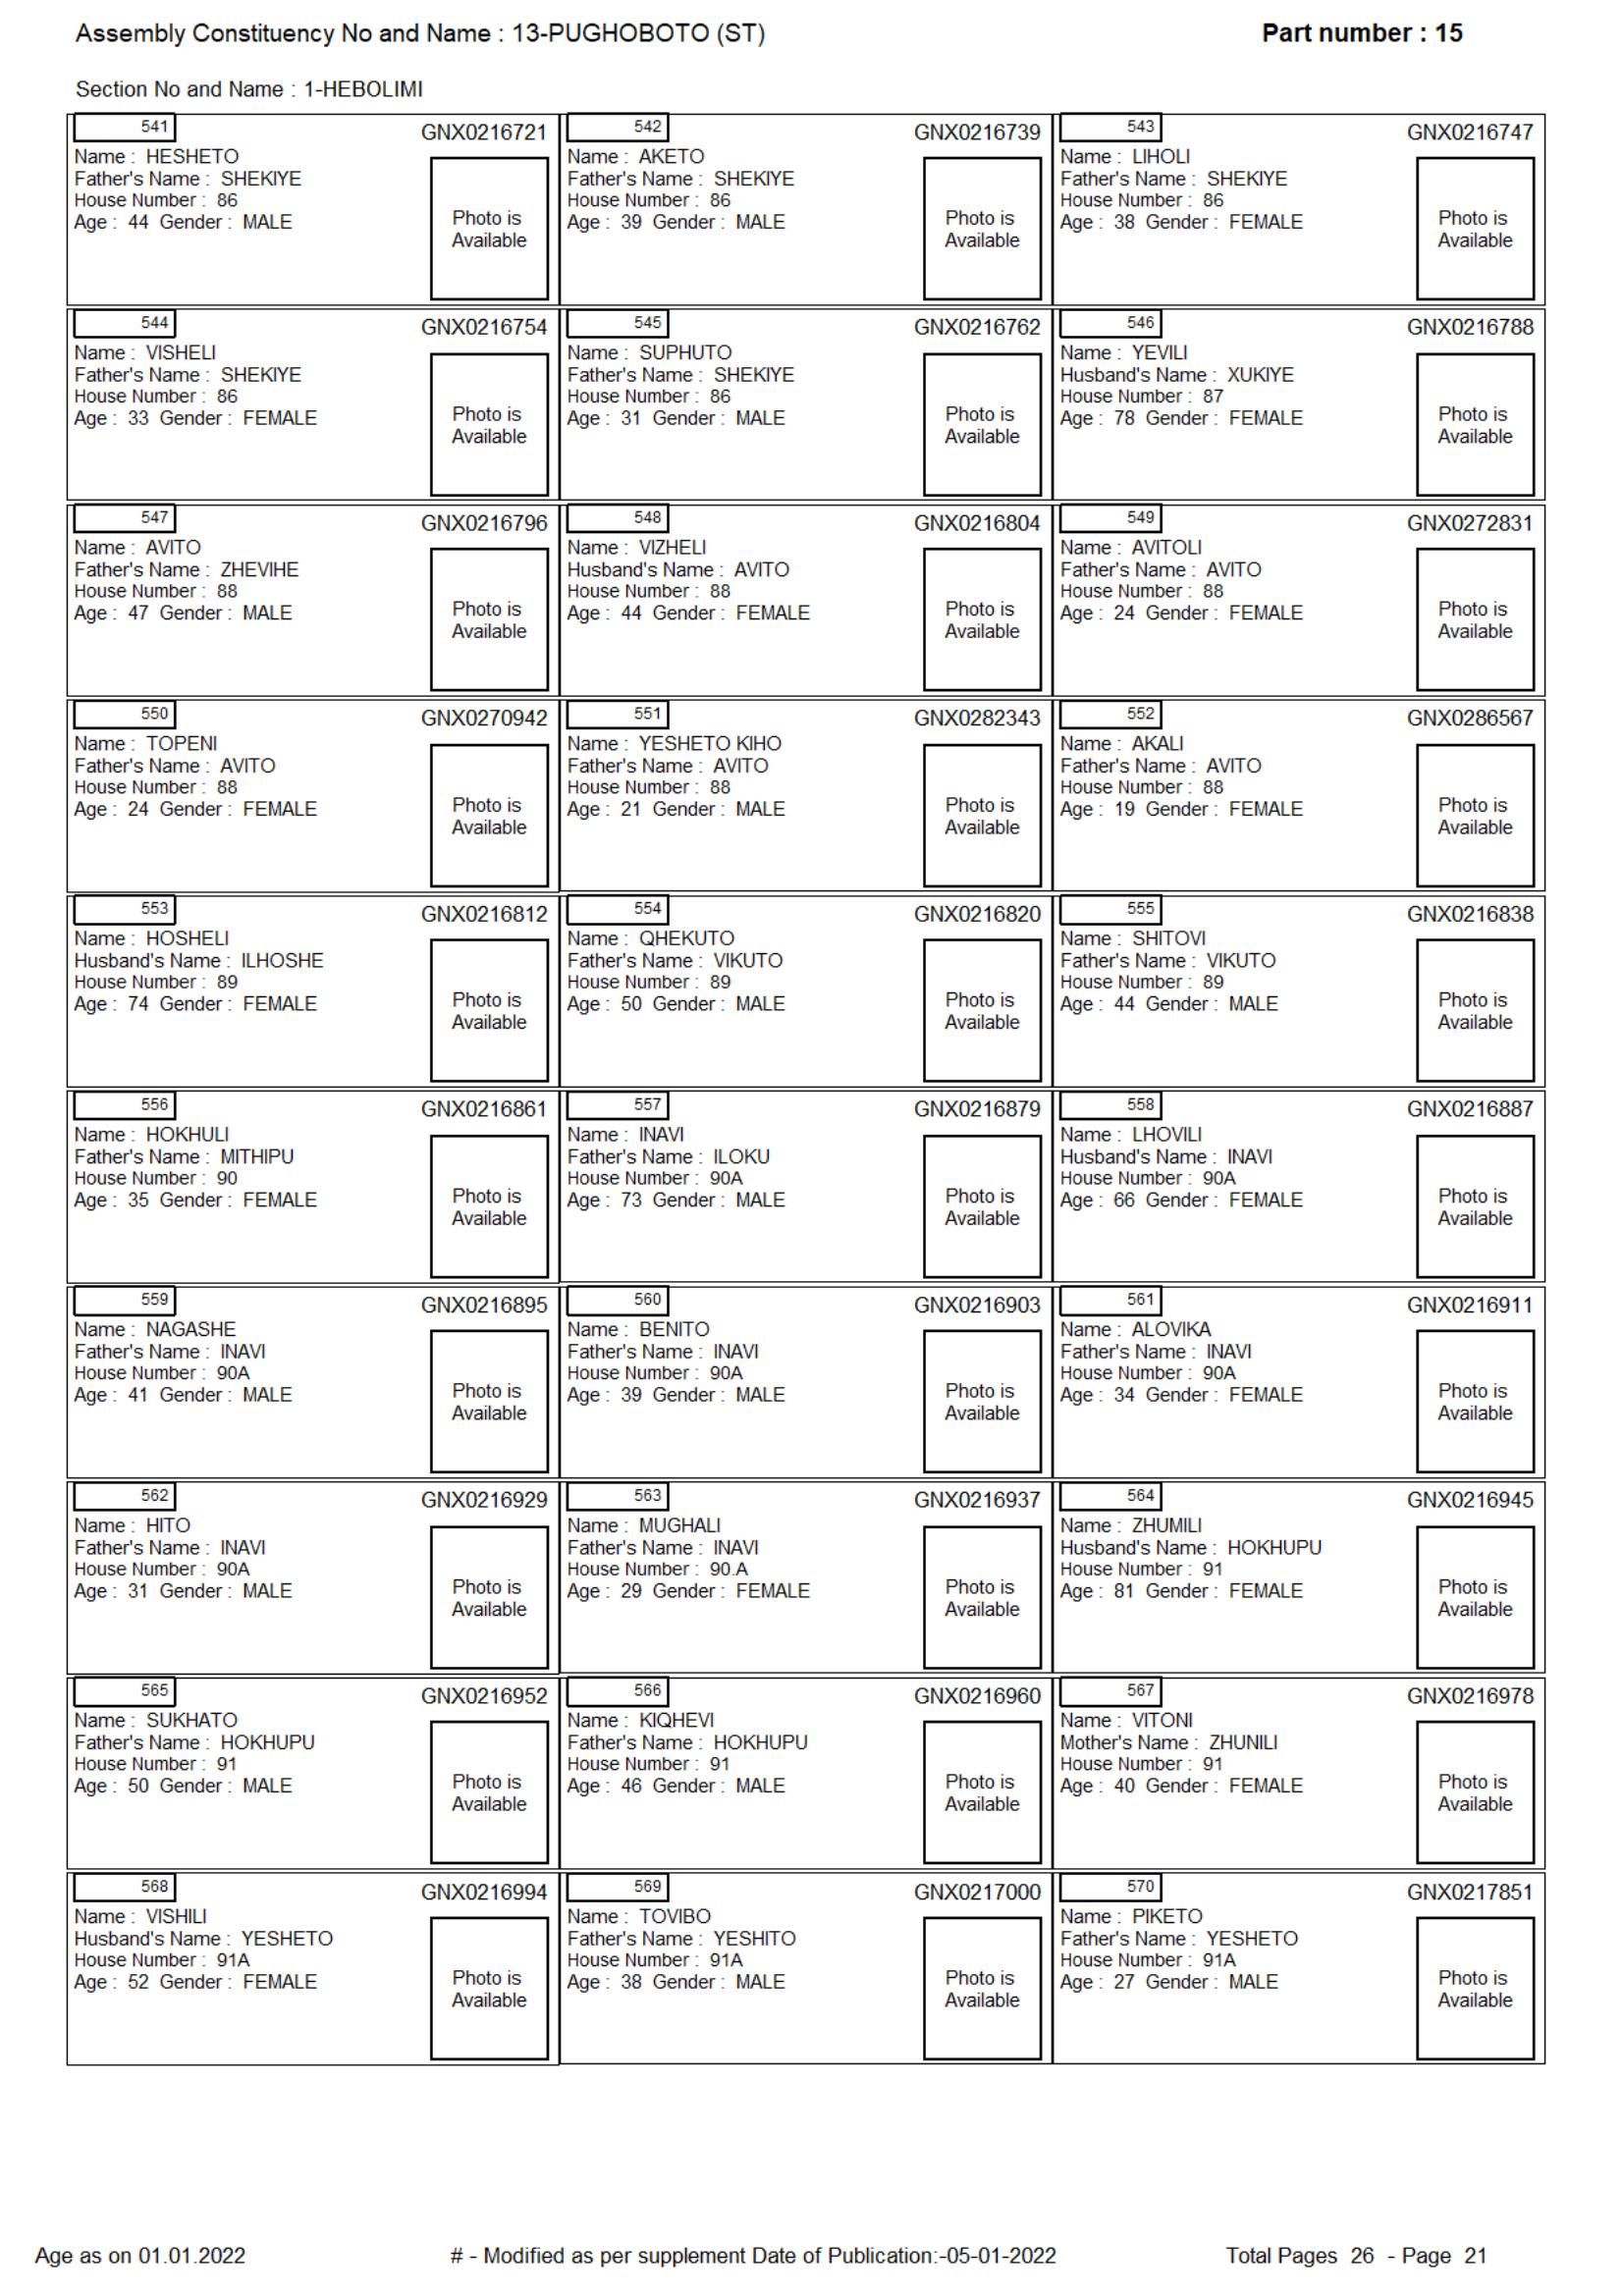 Assembly Constituency No and Name : 13-PUGHOBOTO (ST)
Part number : 15
Section No and Name : 1-HEBOLIMI
541
GNX0216721
Name : HESHETO
Father's Name : SHEKIYE
House Number : 86
Age : 44 Gender : MALE
Photo is
Available
542
GNX0216739
Name : AKETO
Father's Name : SHEKIYE
House Number : 86
Age : 39 Gender : MALE
Photo is
Available
543
GNX0216747
Name : LIHOLI
Father's Name : SHEKIYE
House Number : 86
Age : 38 Gender : FEMALE
Photo is
Available
544
GNX0216754
Name : VISHELI
Father's Name : SHEKIYE
House Number : 86
Age : 33 Gender : FEMALE
Photo is
Available
545
GNX0216762
Name : SUPHUTO
Father's Name : SHEKIYE
House Number : 86
Age : 31 Gender : MALE
Photo is
Available
546
GNX0216788
Name : YEVILI
Husband's Name : XUKIYE
House Number : 87
Age : 78 Gender : FEMALE
Photo is
Available
547
GNX0216796
Name : AVITO
Father's Name : ZHEVIHE
House Number : 88
Age : 47 Gender : MALE
Photo is
Available
548
GNX0216804
Name : VIZHELI
Husband's Name : AVITO
House Number : 88
Age : 44 Gender : FEMALE
Photo is
Available
549
GNX0272831
Name : AVITOLI
Father's Name : AVITO
House Number : 88
Age : 24 Gender : FEMALE
Photo is
Available
550
GNX0270942
Name : TOPENI
Father's Name : AVITO
House Number : 88
Age : 24 Gender : FEMALE
Photo is
Available
551
GNX0282343
Name : YESHETO KIHO
Father's Name : AVITO
House Number : 88
Age : 21 Gender : MALE
Photo is
Available
552
GNX0286567
Name : AKALI
Father's Name : AVITO
House Number : 88
Age : 19 Gender : FEMALE
Photo is
Available
553
GNX0216812
Name : HOSHELI
Husband's Name : ILHOSHE
House Number : 89
Age : 74 Gender : FEMALE
Photo is
Available
554
GNX0216820
Name : QHEKUTO
Father's Name : VIKUTO
House Number : 89
Age : 50 Gender : MALE
Photo is
Available
555
GNX0216838
Name : SHITOVI
Father's Name : VIKUTO
House Number : 89
Age : 44 Gender : MALE
Photo is
Available
556
GNX0216861
Name : HOKHULI
Father's Name : MITHIPU
House Number : 90
Age : 35 Gender : FEMALE
Photo is
Available
557
GNX0216879
Name : INAVI
Father's Name : ILOKU
House Number : 90A
Age : 73 Gender : MALE
Photo is
Available
558
GNX0216887
Name : LHOVILI
Husband's Name : INAVI
House Number : 90A
Age : 66 Gender : FEMALE
Photo is
Available
559
GNX0216895
Name : NAGASHE
Father's Name : INAVI
House Number : 90A
Age : 41 Gender : MALE
Photo is
Available
560
GNX0216903
Name : BENITO
Father's Name : INAVI
House Number : 90A
Age : 39 Gender : MALE
Photo is
Available
561
GNX0216911
Name : ALOVIKA
Father's Name : INAVI
House Number : 90A
Age : 34 Gender : FEMALE
Photo is
Available
562
GNX0216929
Name : HITO
Father's Name : INAVI
House Number : 90A
Age : 31 Gender : MALE
Photo is
Available
563
GNX0216937
Name : MUGHALI
Father's Name : INAVI
House Number : 90.A
Age : 29 Gender : FEMALE
Photo is
Available
564
GNX0216945
Name : ZHUMILI
Husband's Name : HOKHUPU
House Number : 91
Age : 81 Gender : FEMALE
Photo is
Available
565
GNX0216952
Name : SUKHATO
Father's Name : HOKHUPU
House Number : 91
Age : 50 Gender : MALE
Photo is
Available
566
GNX0216960
Name : KIQHEVI
Father's Name : HOKHUPU
House Number : 91
Age : 46 Gender : MALE
Photo is
Available
567
GNX0216978
Name : VITONI
Mother's Name : ZHUNILI
House Number : 91
Age : 40 Gender : FEMALE
Photo is
Available
568
GNX0216994
Name : VISHILI
Husband's Name : YESHETO
House Number : 91A
Age : 52 Gender : FEMALE
Photo is
Available
569
GNX0217000
Name : TOVIBO
Father's Name : YESHITO
House Number : 91A
Age : 38 Gender : MALE
Photo is
Available
570
GNX0217851
Name : PIKETO
Father's Name : YESHETO
House Number : 91A
Age : 27 Gender : MALE
Photo is
Available
Age as on 01.01.2022
# - Modified as per supplement Date of Publication:-05-01-2022
Total Pages 26 - Page 21